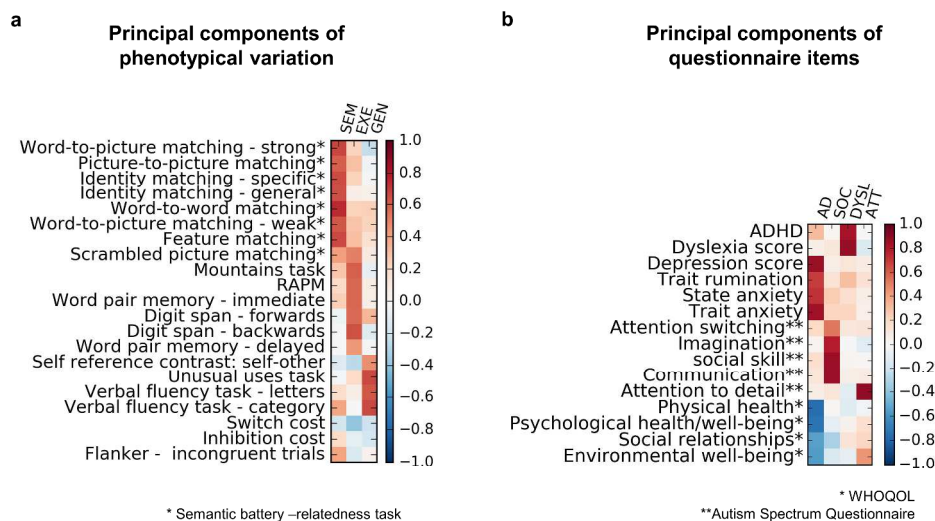 a
Principal components of
phenotypical variation
SEM
EXE
GEN
Word-to-picture matching - strong*
Picture-to-picture matching*
Identity matching - specific*
Identity matching - general*
Word-to-word matching*
Word-to-picture matching - weak*
Feature matching*
Scrambled picture matching*
Mountains task
RAPM
Word pair memory - immediate
Digit span - forwards
Digit span - backwards
Word pair memory - delayed
Self reference contrast: self-other
Unusual uses task
Verbal fluency task - letters
Verbal fluency task - category
Switch cost
Inhibition cost
Flanker - incongruent trials
1.0
0.8
0.6
0.4
0.2
0.0
−0.2
−0.4
−0.6
−0.8
−1.0
* Semantic battery –relatedness task
b
Principal components of
questionnaire items
AD
SOC
DYSL
ATT
ADHD
Dyslexia score
Depression score
Trait rumination
State anxiety
Trait anxiety
Attention switching**
Imagination**
social skill**
Communication**
Attention to detail**
Physical health*
Psychological health/well-being*
Social relationships*
Environmental well-being*
1.0
0.8
0.6
0.4
0.2
0.0
−0.2
−0.4
−0.6
−0.8
−1.0
* WHOQOL
**Autism Spectrum Questionnaire